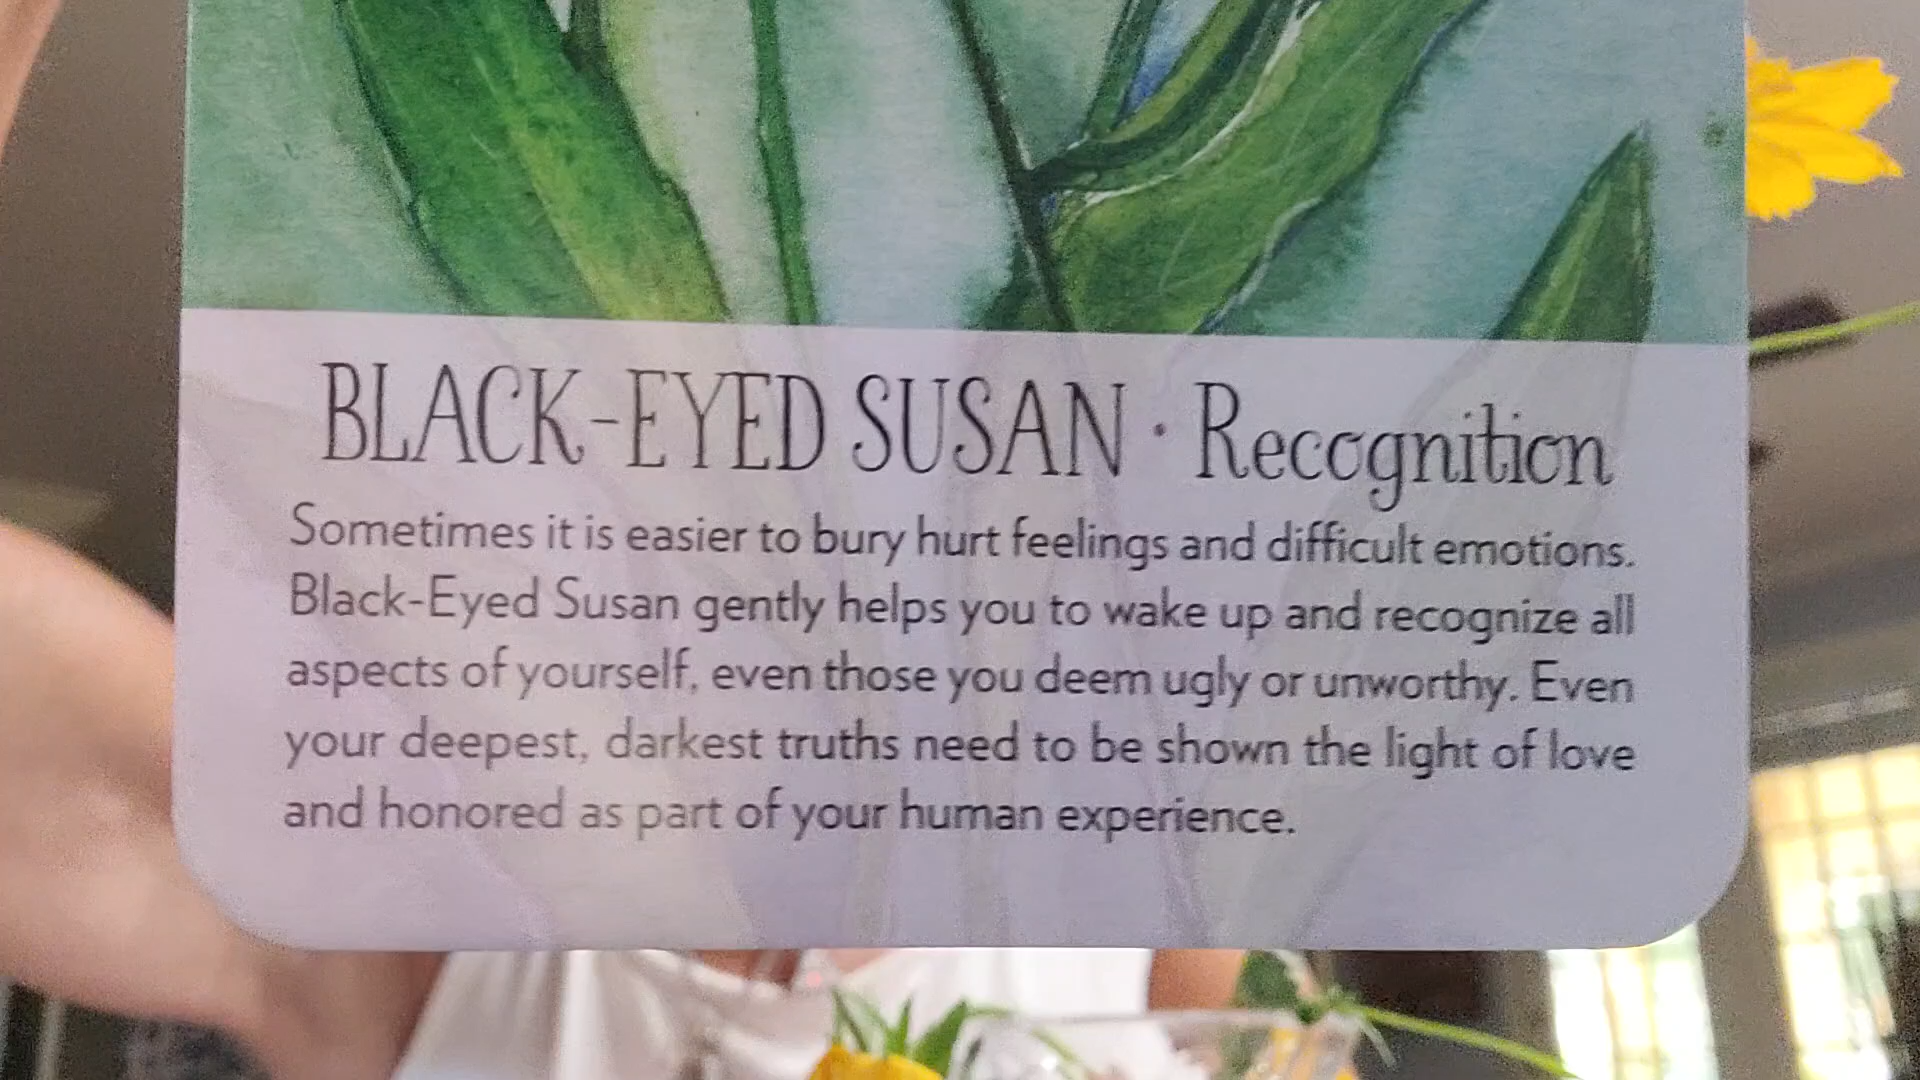 BLACK-EYED SUSAN · Recognition
Sometimes it is easier to bury hurt feelings and difficult emotions.
Black-Eyed Susan gently helps you to wake up and recognize all
aspects of yourself, even those you deem ugly or unworthy. Even
your deepest, darkest truths need to be shown the light of love
and honored as part of your human experience.